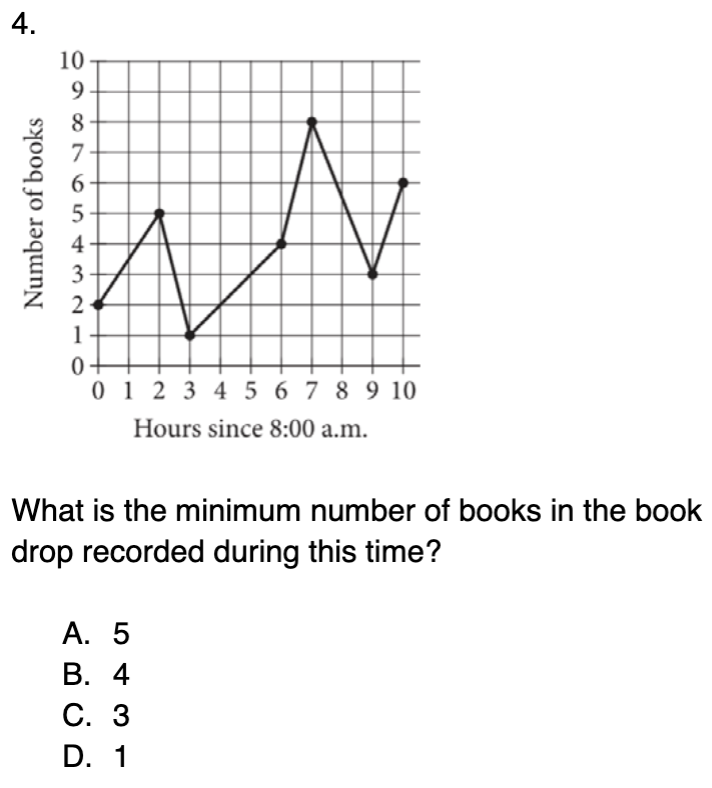 4.
10
9
8
7
6
5
4
3
2
1
0
Number of books
0 1 2 3 4 5 6 7 8 9 10
Hours since 8:00 a.m.
What is the minimum number of books in the book
drop recorded during this time?
A. 5
B. 4
C. 3
D. 1